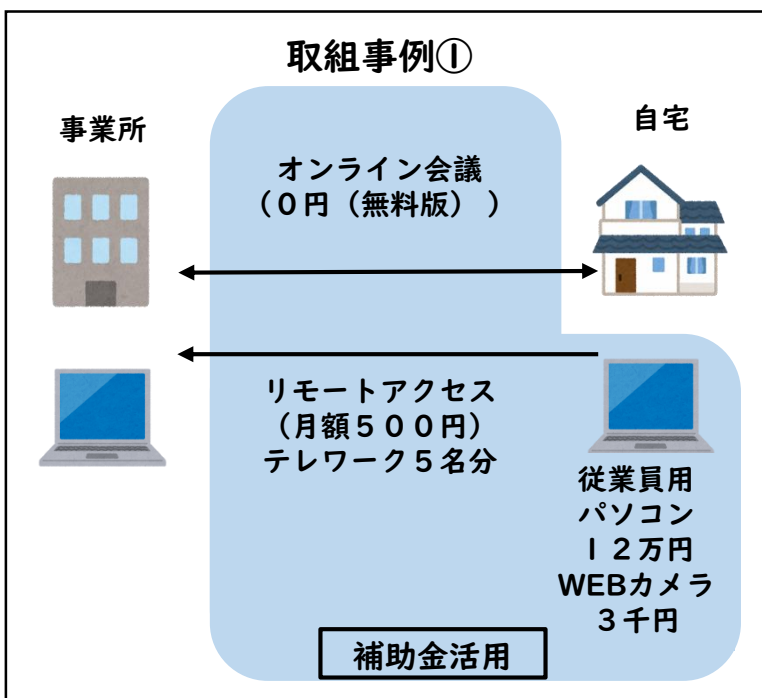 取組事例①
事業所
自宅
オンライン会議
（０円（無料版））
リモートアクセス
（月額５００円）
テレワーク５名分
従業員用
パソコン
１２万円
WEBカメラ
３千円
補助金活用